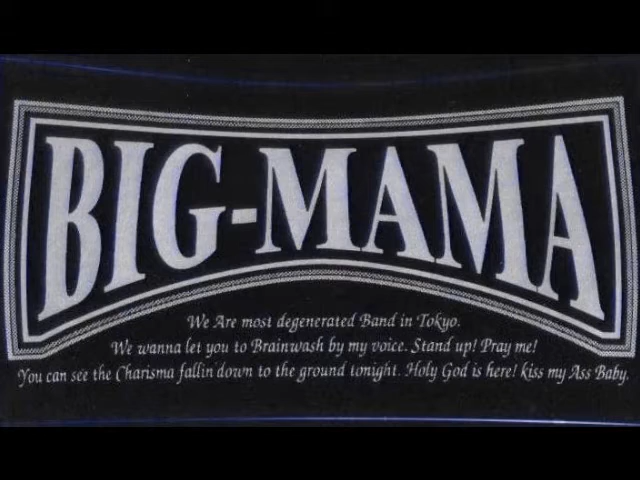 BIG-MAMA
We Are most degenerated Band in Tokyo.
We wanna let you to Brainwash by my voice. Stand up! Pray me!
You can see the Charisma fallin down to the ground tonight. Holy God is here! kiss my Ass Baby.